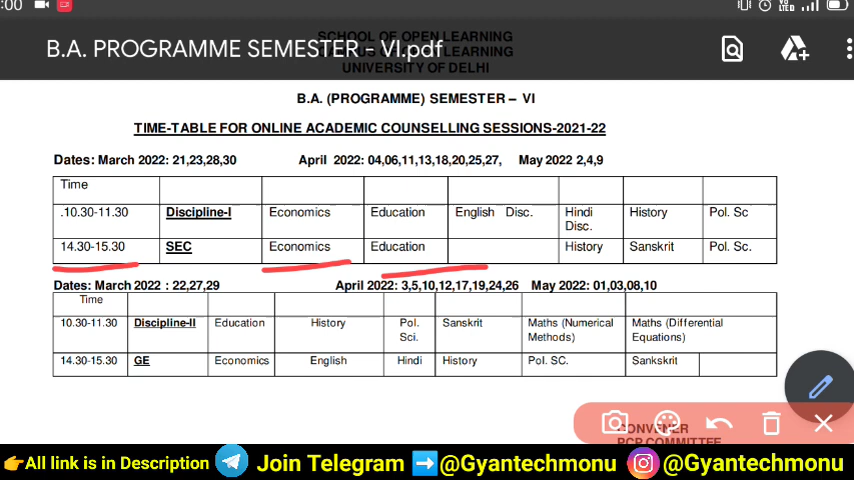 :00
VO LTE
SCHOOL OF OPEN LEARNING
B.A. PROGRAMME SEMESTER - VI.pdf
UNIVERSITY OF DELHI
B.A. (PROGRAMME) SEMESTER – VI
TIME-TABLE FOR ONLINE ACADEMIC COUNSELLING SESSIONS-2021-22
Dates: March 2022: 21,23,28,30 April 2022: 04,06,11,13,18,20,25,27, May 2022 2,4,9
Time
.10.30-11.30 Discipline-I Economics Education English Disc. Hindi Disc. History Pol. Sc
14.30-15.30 SEC Economics Education History Sanskrit Pol. Sc.
Dates: March 2022 : 22,27,29 April 2022: 3,5,10,12,17,19,24,26 May 2022: 01,03,08,10
Time
10.30-11.30 Discipline-II Education History Pol. Sci. Sanskrit Maths (Numerical Methods) Maths (Differential Equations)
14.30-15.30 GE Economics English Hindi History Pol. SC. Sankskrit
CONVENER
PCP COMMITTEE
All link is in Description Join Telegram @Gyantechmonu @Gyantechmonu